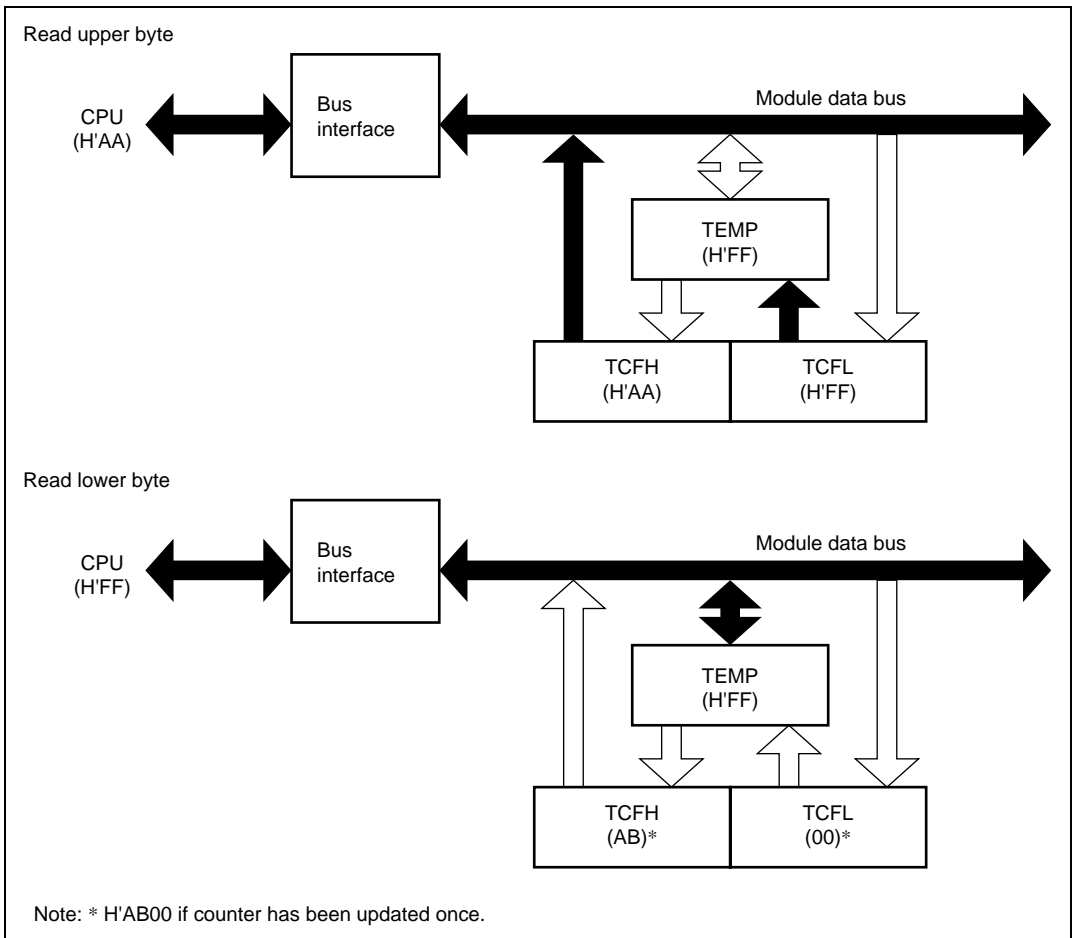 Read upper byte
CPU
(H'AA)
Bus
interface
Module data bus
TEMP
(H'FF)
TCFH
(H'AA)
TCFL
(H'FF)
Read lower byte
CPU
(H'FF)
Bus
interface
Module data bus
TEMP
(H'FF)
TCFH
(AB)*
TCFL
(00)*
Note: * H'AB00 if counter has been updated once.